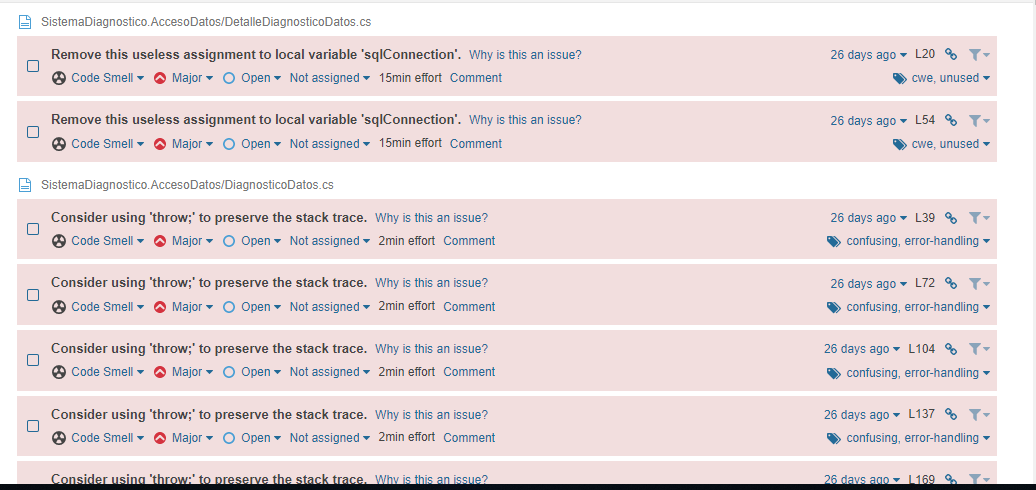 SistemaDiagnostico.AccesoDatos/DetalleDiagnosticoDatos.cs
Remove this useless assignment to local variable 'sqlConnection'. Why is this an issue? 26 days ago L20
Code Smell Major Open Not assigned 15min effort Comment cwe, unused
Remove this useless assignment to local variable 'sqlConnection'. Why is this an issue? 26 days ago L54
Code Smell Major Open Not assigned 15min effort Comment cwe, unused
SistemaDiagnostico.AccesoDatos/DiagnosticoDatos.cs
Consider using 'throw;' to preserve the stack trace. Why is this an issue? 26 days ago L39
Code Smell Major Open Not assigned 2min effort Comment confusing, error-handling
Consider using 'throw;' to preserve the stack trace. Why is this an issue? 26 days ago L72
Code Smell Major Open Not assigned 2min effort Comment confusing, error-handling
Consider using 'throw;' to preserve the stack trace. Why is this an issue? 26 days ago L104
Code Smell Major Open Not assigned 2min effort Comment confusing, error-handling
Consider using 'throw;' to preserve the stack trace. Why is this an issue? 26 days ago L137
Code Smell Major Open Not assigned 2min effort Comment confusing, error-handling
Consider using 'throw;' to preserve the stack trace. Why is this an issue? 26 days ago L169